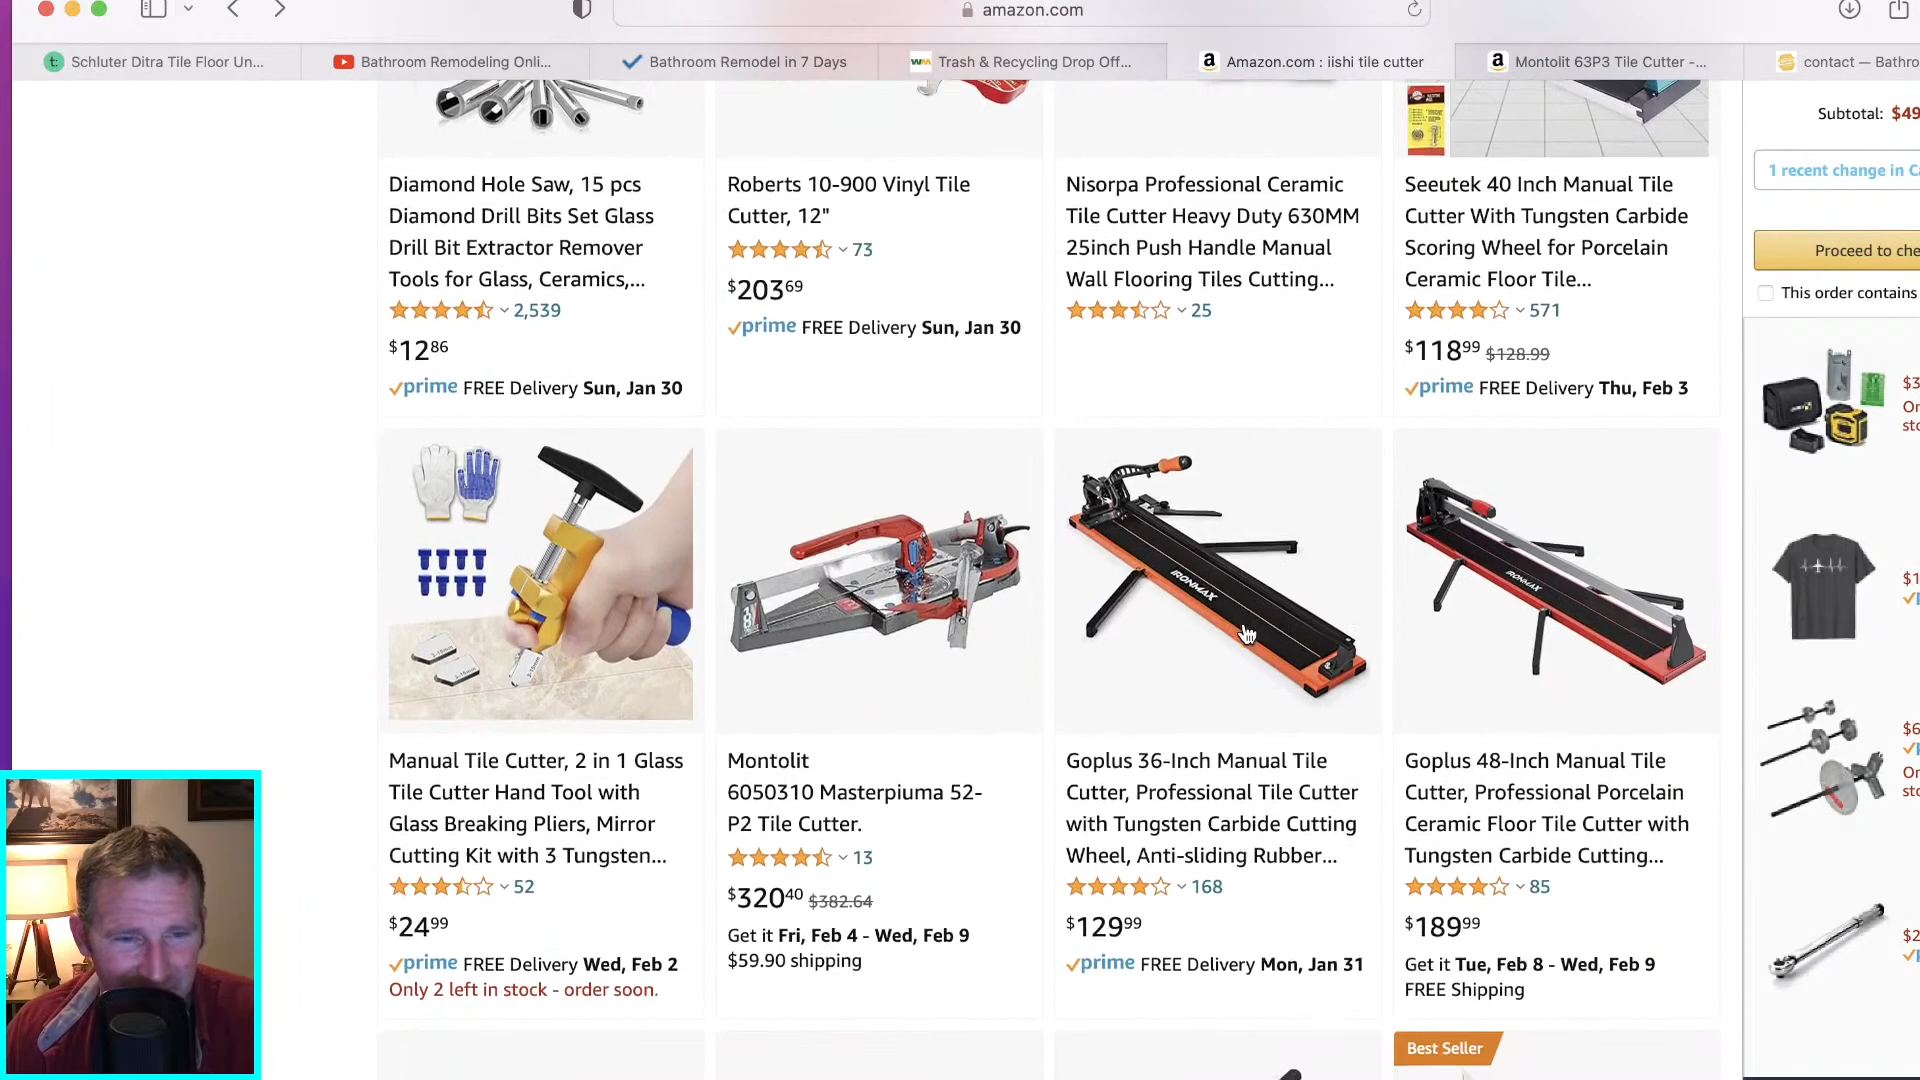 amazon.com
Schluter Ditra Tile Floor Un...
Bathroom Remodeling Onli...
Bathroom Remodel in 7 Days
Trash & Recycling Drop Off...
Amazon.com : iishi tile cutter
Montolit 63P3 Tile Cutter -...
contact — Bathro
Diamond Hole Saw, 15 pcs
Diamond Drill Bits Set Glass
Drill Bit Extractor Remover
Tools for Glass, Ceramics,...
2,539
$12 86
prime FREE Delivery Sun, Jan 30
Roberts 10-900 Vinyl Tile
Cutter, 12"
73
$203 69
prime FREE Delivery Sun, Jan 30
Nisorpa Professional Ceramic
Tile Cutter Heavy Duty 630MM
25inch Push Handle Manual
Wall Flooring Tiles Cutting...
25
Seeutek 40 Inch Manual Tile
Cutter With Tungsten Carbide
Scoring Wheel for Porcelain
Ceramic Floor Tile...
571
$118 99 $128.99
prime FREE Delivery Thu, Feb 3
Subtotal: $49
1 recent change in C
Proceed to che
This order contains
IRONMAX
IRONMAX
Manual Tile Cutter, 2 in 1 Glass
Tile Cutter Hand Tool with
Glass Breaking Pliers, Mirror
Cutting Kit with 3 Tungsten...
52
$24 99
prime FREE Delivery Wed, Feb 2
Only 2 left in stock - order soon.
Montolit
6050310 Masterpiuma 52-
P2 Tile Cutter.
13
$320 40 $382.64
Get it Fri, Feb 4 - Wed, Feb 9
$59.90 shipping
Goplus 36-Inch Manual Tile
Cutter, Professional Tile Cutter
with Tungsten Carbide Cutting
Wheel, Anti-sliding Rubber...
168
$129 99
prime FREE Delivery Mon, Jan 31
Goplus 48-Inch Manual Tile
Cutter, Professional Porcelain
Ceramic Floor Tile Cutter with
Tungsten Carbide Cutting...
85
$189 99
Get it Tue, Feb 8 - Wed, Feb 9
FREE Shipping
Best Seller
$3
Or
sto
$1
$6
Or
sto
$2